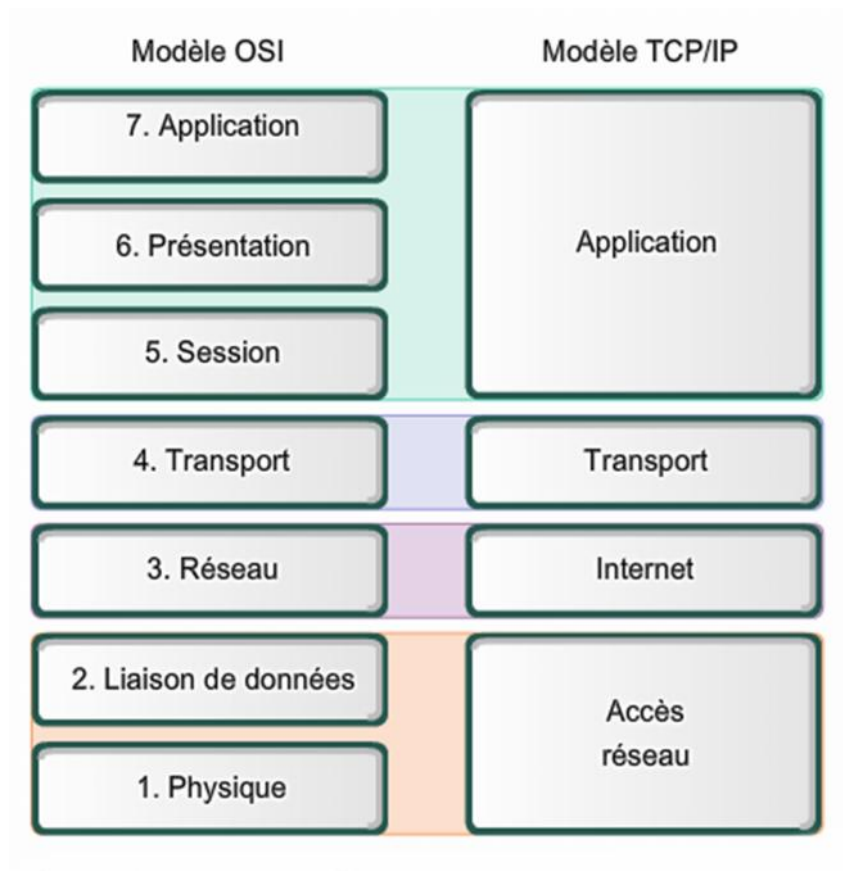 Modèle OSI
Modèle TCP/IP
7. Application
6. Présentation
5. Session
4. Transport
3. Réseau
2. Liaison de données
1. Physique
Application
Transport
Internet
Accès
réseau